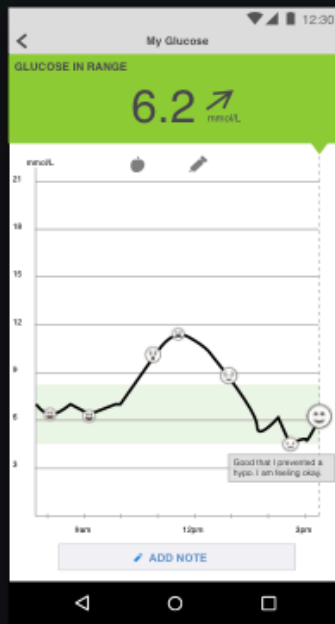 12:30
My Glucose
GLUCOSE IN RANGE
6.2
mmol/L
mmol/L
21
18
15
12
9
6
3
Good that I prevented a
hypo. I am feeling okay.
9am
12pm
3pm
ADD NOTE